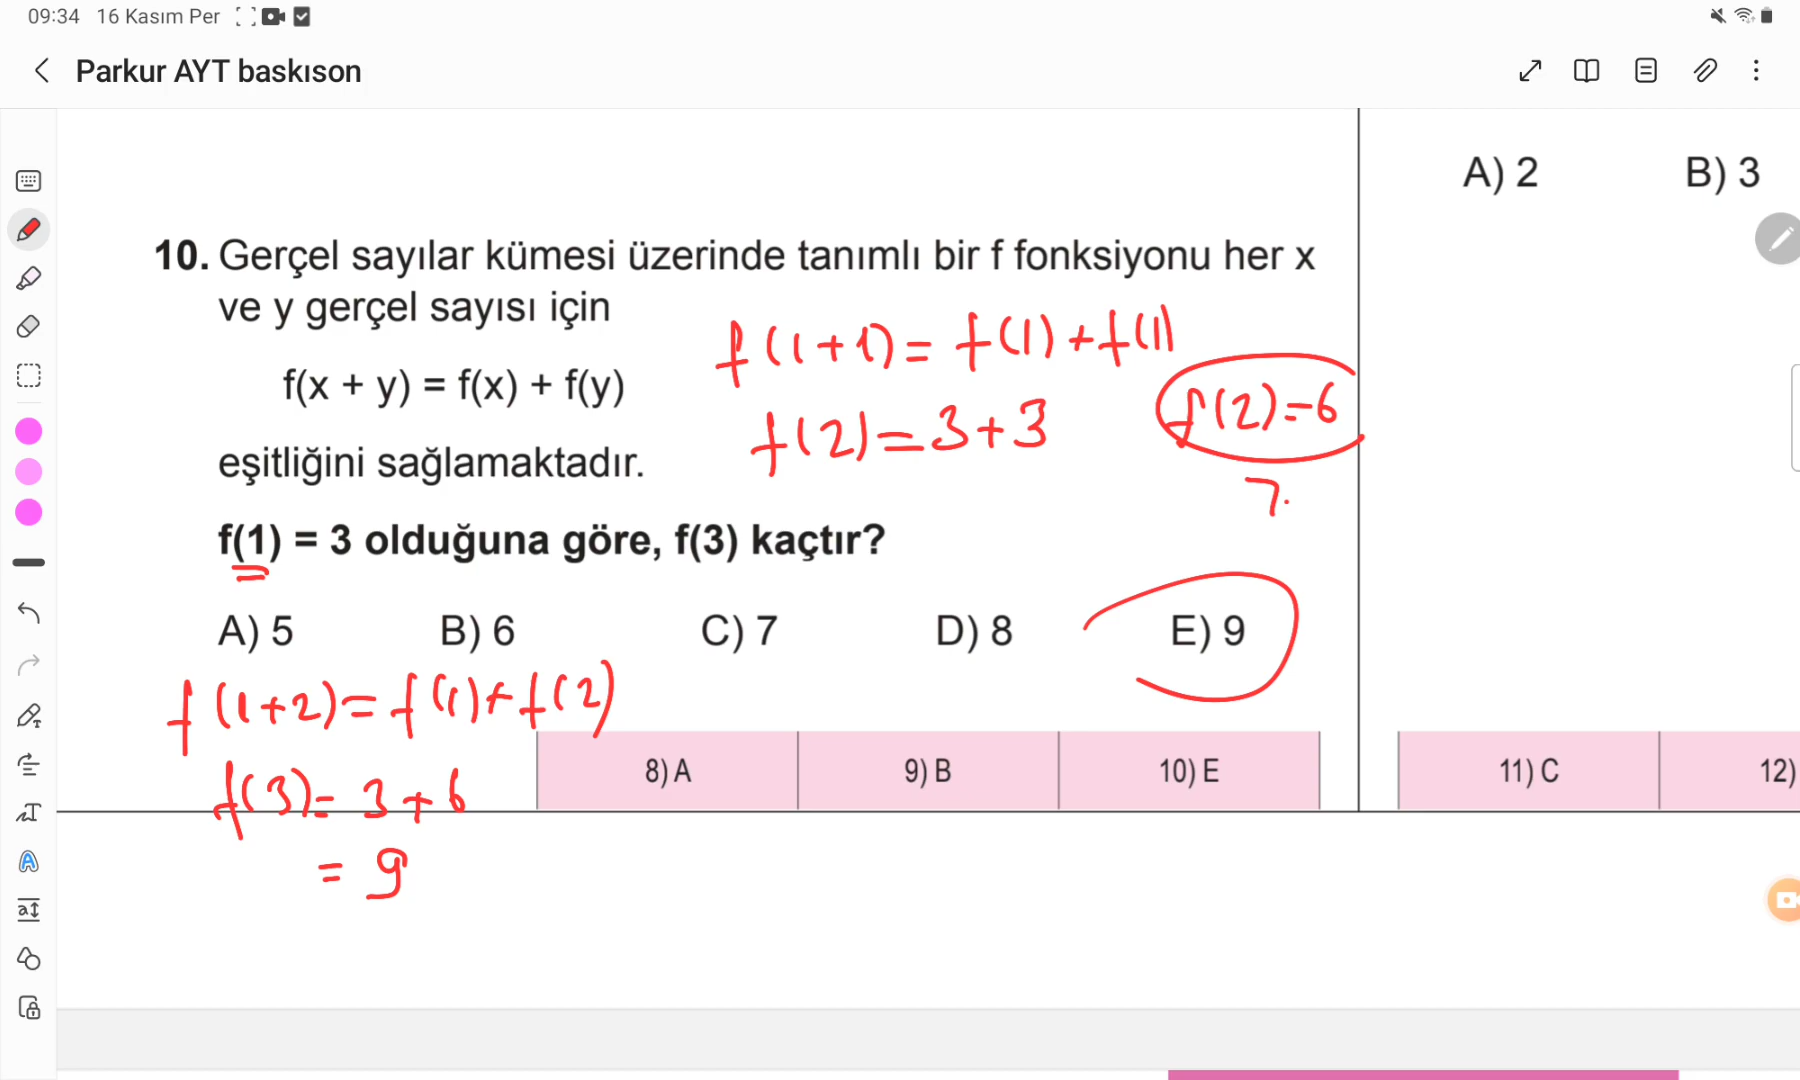 09:34 16 Kasım Per
Parkur AYT baskıson
A) 2 B) 3
10. Gerçel sayılar kümesi üzerinde tanımlı bir f fonksiyonu her x
ve y gerçel sayısı için
f(1+1)= f(1)+f(1)
f(x + y) = f(x) + f(y)
f(2)=6
f(2)=3+3
eşitliğini sağlamaktadır.
f(1) = 3 olduğuna göre, f(3) kaçtır?
A) 5 B) 6 C) 7 D) 8 E) 9
f(1+2)=f(1)+f(2)
8) A 9) B 10) E 11) C 12)
f(3)= 3+6
= 9